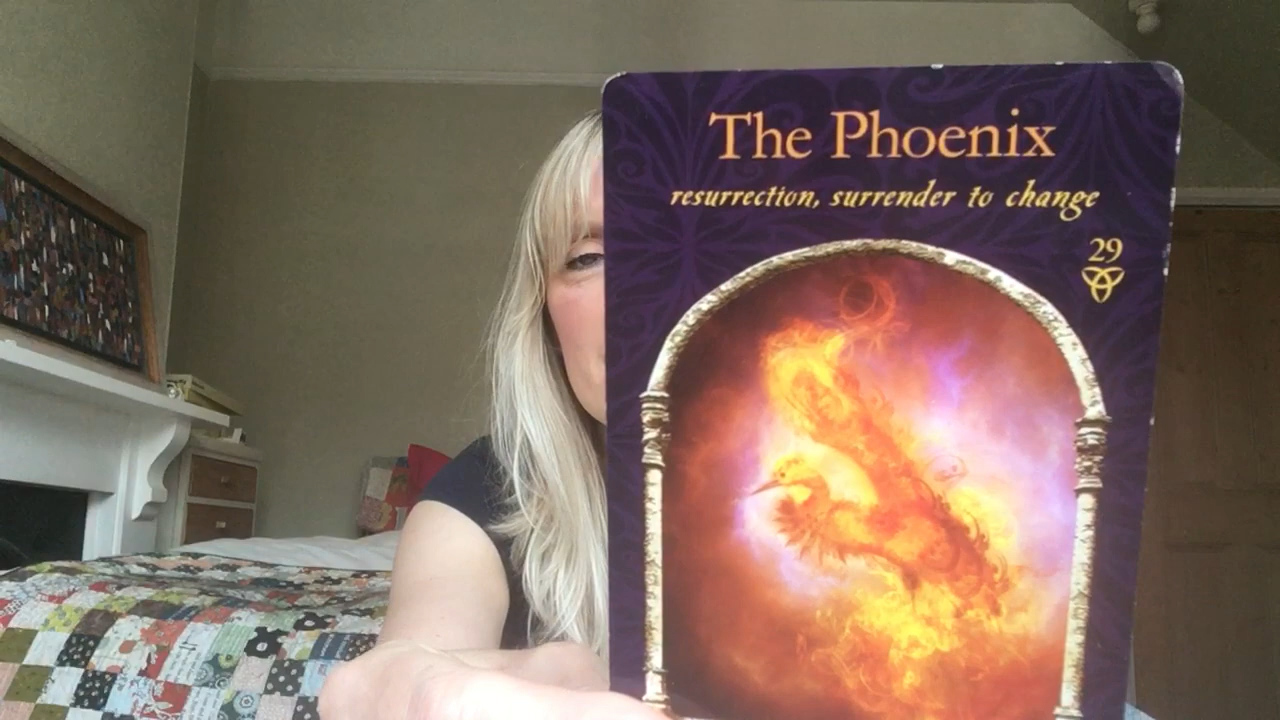 The Phoenix
resurrection, surrender to change
29